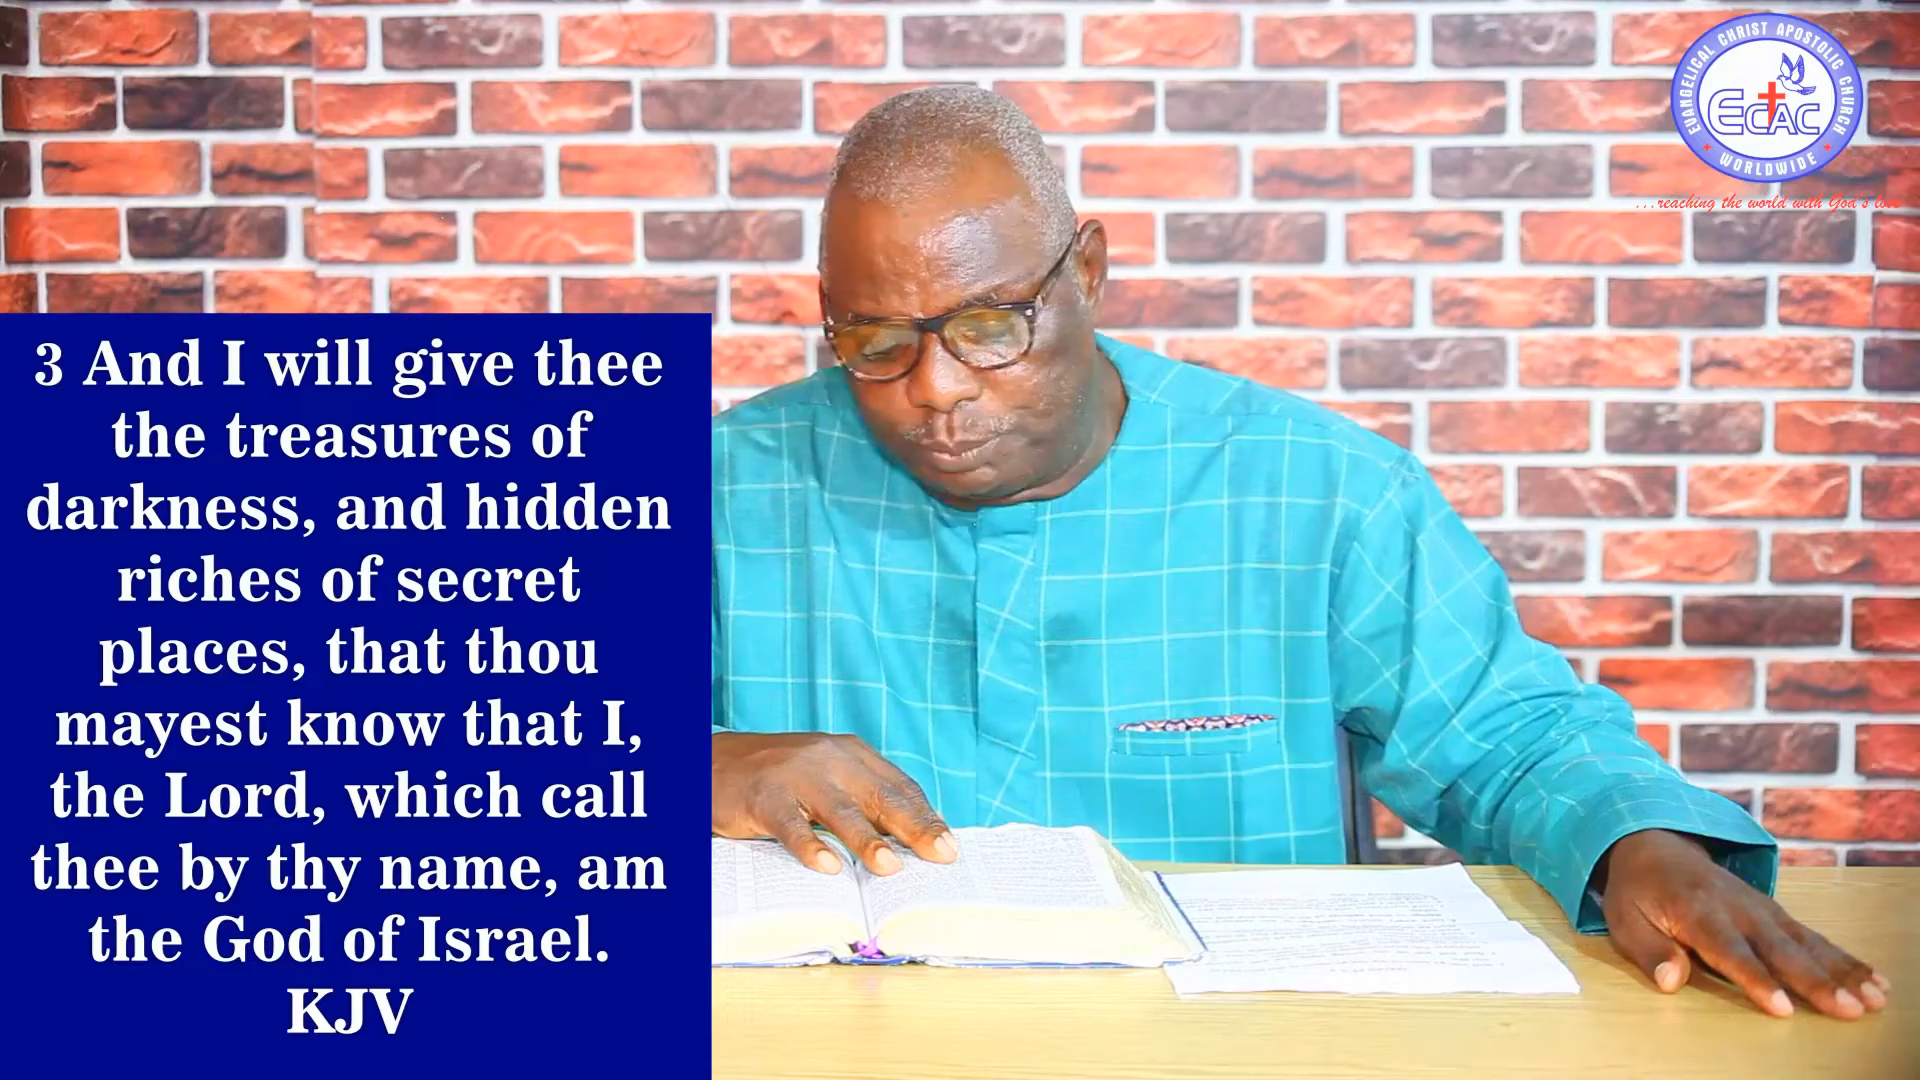 3 And I will give thee
the treasures of
darkness, and hidden
riches of secret
places, that thou
mayest know that I,
the Lord, which call
thee by thy name, am
the God of Israel.
KJV
EVANGELICAL CHRIST APOSTOLIC CHURCH
ECAC
WORLDWIDE
...reaching the world with God's love